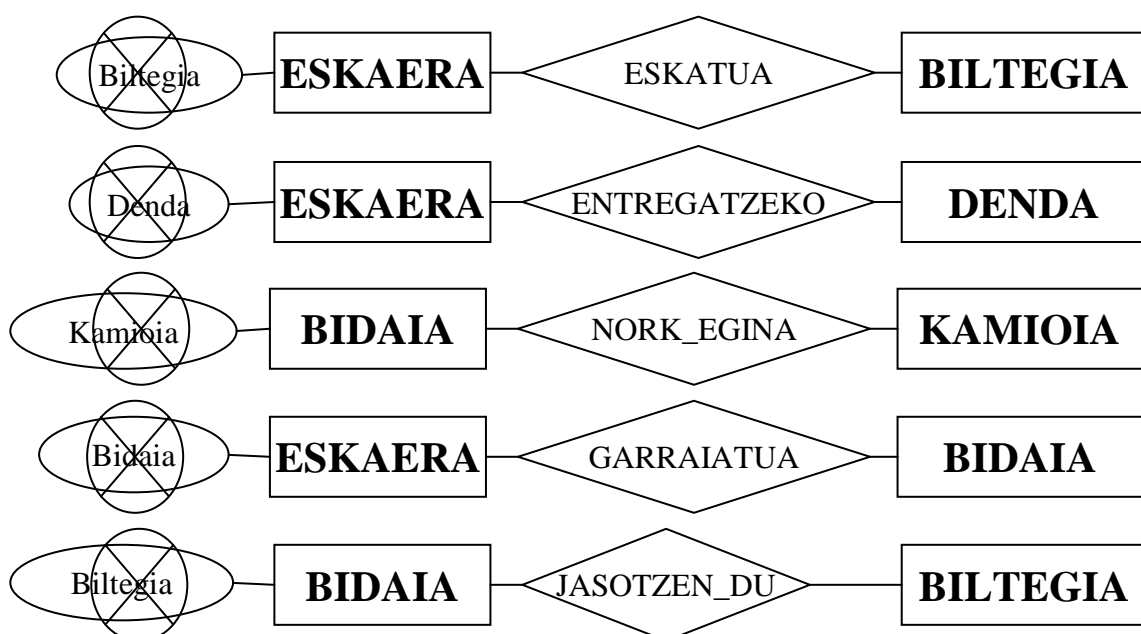 Biltegia ESKAERA ESKATUA BILTEGIA
Denda ESKAERA ENTREGATZEKO DENDA
Kamioia BIDAIA NORK_EGINA KAMIOIA
Bidaia ESKAERA GARRAIATUA BIDAIA
Biltegia BIDAIA JASOTZEN_DU BILTEGIA